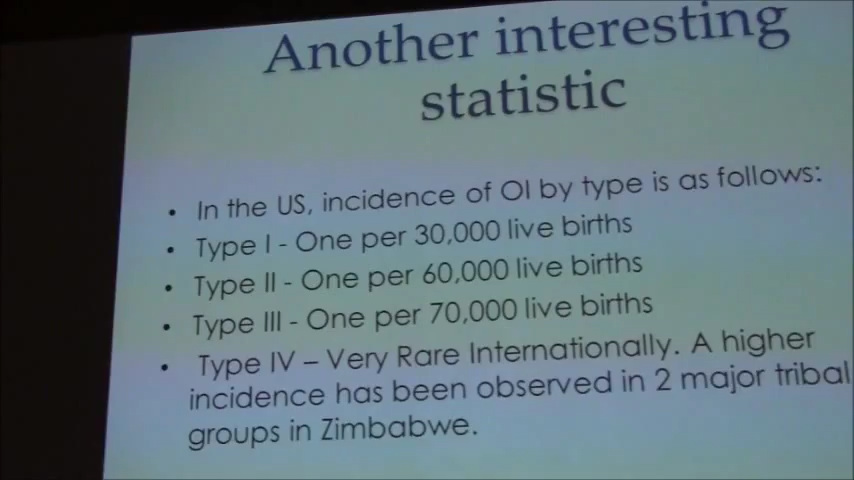 Another interesting
statistic
• In the US, incidence of OI by type is as follows:
• Type I - One per 30,000 live births
• Type II - One per 60,000 live births
• Type III - One per 70,000 live births
• Type IV – Very Rare Internationally. A higher
incidence has been observed in 2 major tribal
groups in Zimbabwe.